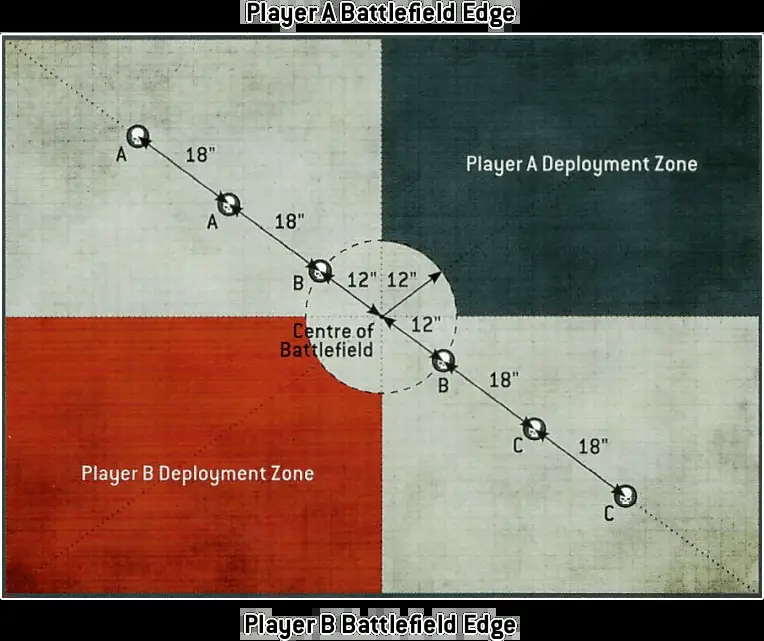 Player A Battlefield Edge
A
18"
Player A Deployment Zone
A
18"
B
12" 12"
Centre of
Battlefield
12"
B
18"
C
18"
Player B Deployment Zone
C
Player B Battlefield Edge